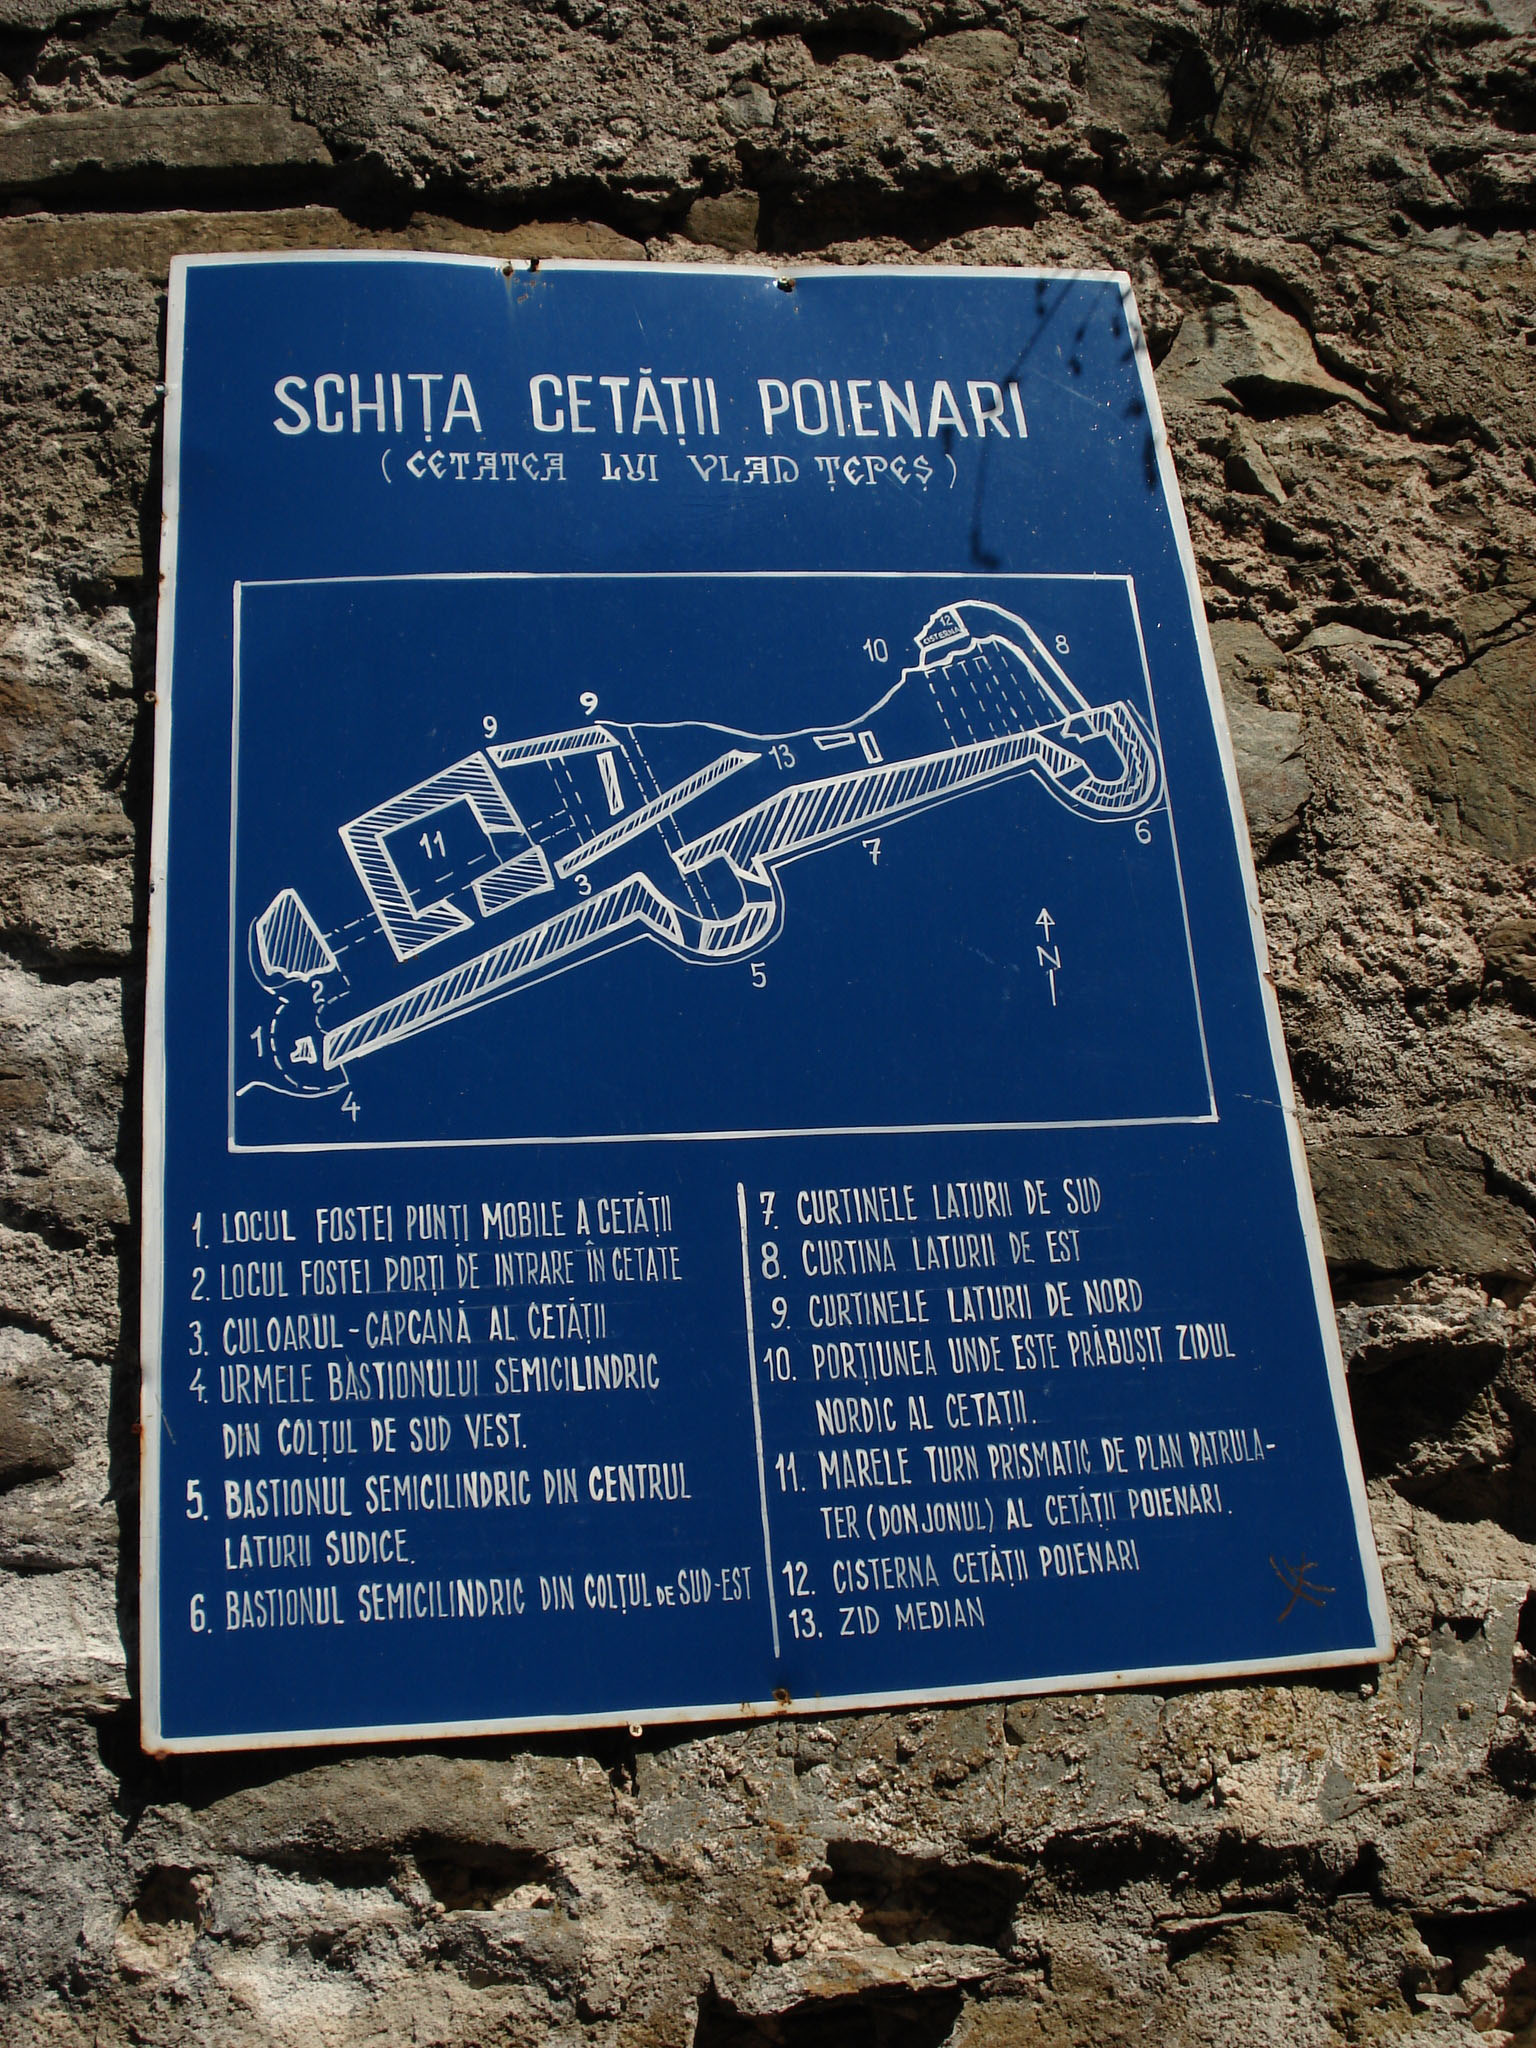 SCHIȚA CETĂȚII POIENARI
(CETATEA LUI VLAD ȚEPEȘ)
12
CISTERNA
10
8
9
9
13
11
7
6
3
5
N
2
1
4
1. LOCUL FOSTEI PUNȚI MOBILE A CETĂȚII
2. LOCUL FOSTEI PORȚI DE INTRARE ÎN CETATE
3. CULOARUL-CAPCANĂ AL CETĂȚII
4. URMELE BASTIONULUI SEMICILINDRIC
DIN COLȚUL DE SUD VEST.
5. BASTIONUL SEMICILINDRIC DIN CENTRUL
LATURII SUDICE.
6. BASTIONUL SEMICILINDRIC DIN COLȚUL DE SUD-EST
7. CURTINELE LATURII DE SUD
8. CURTINA LATURII DE EST
9. CURTINELE LATURII DE NORD
10. PORȚIUNEA UNDE ESTE PRĂBUȘIT ZIDUL
NORDIC AL CETAȚII.
11. MARELE TURN PRISMATIC DE PLAN PATRULA-
TER (DONJONUL) AL CETĂȚII POIENARI.
12. CISTERNA CETĂȚII POIENARI
13. ZID MEDIAN